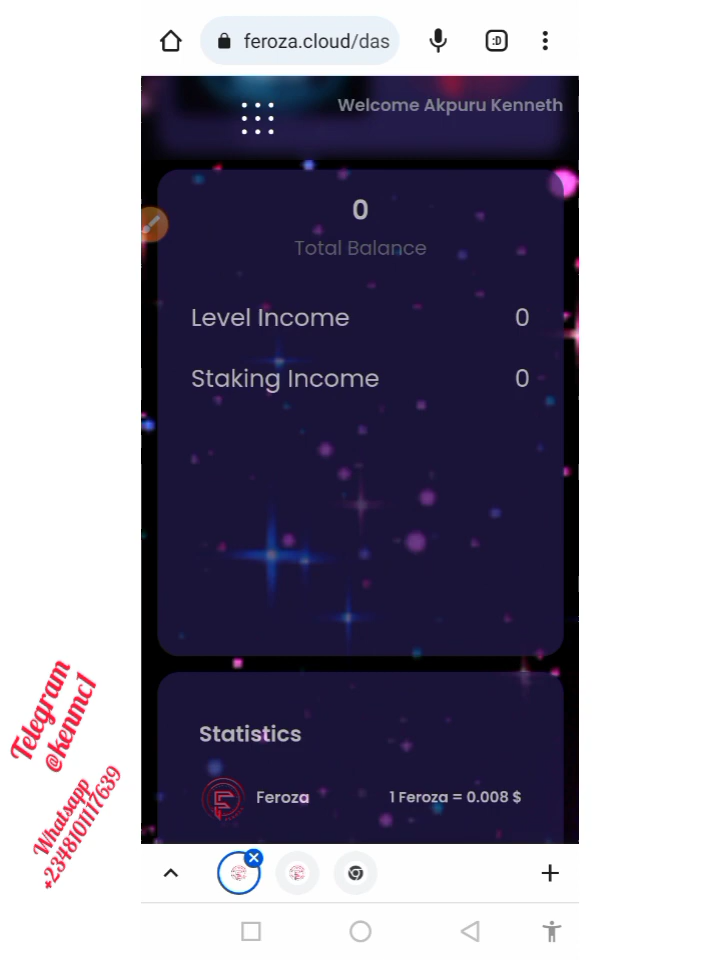 feroza.cloud/das
:D
Welcome Akpuru Kenneth
0
Total Balance
Level Income 0
Staking Income 0
Statistics
Feroza 1 Feroza = 0.008 $
Telegram
@kenmc1
Whatsapp
+2348101117639